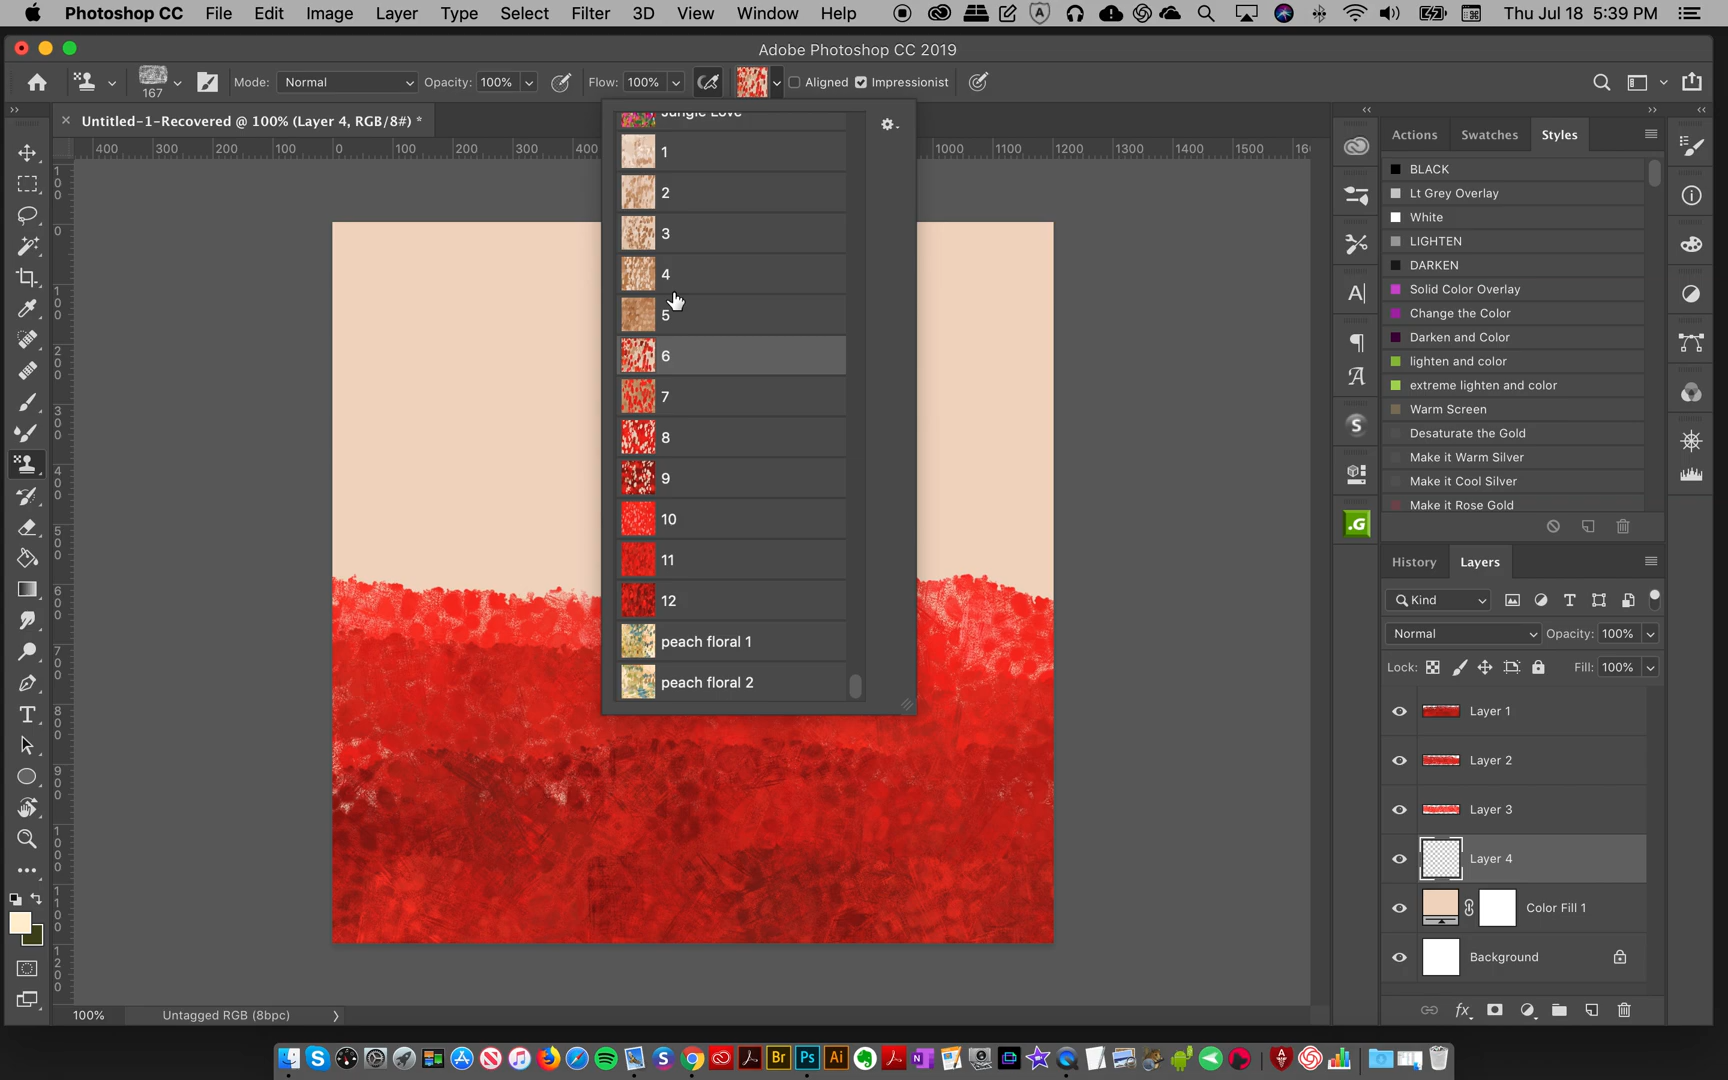 Photoshop CC File Edit Image Layer Type Select Filter 3D View Window Help Thu Jul 18 5:39 PM
Adobe Photoshop CC 2019
167 Mode: Normal Opacity: 100% Flow: 100% Aligned Impressionist
Untitled-1-Recovered @ 100% (Layer 4, RGB/8#) *
400 300 200 100 0 100 200 300 400 1000 1100 1200 1300 1400 1500
Jungle Love
1
2
3
4
5
6
7
8
9
10
11
12
peach floral 1
peach floral 2
Actions Swatches Styles
BLACK
Lt Grey Overlay
White
LIGHTEN
DARKEN
Solid Color Overlay
Change the Color
Darken and Color
lighten and color
extreme lighten and color
Warm Screen
Desaturate the Gold
Make it Warm Silver
Make it Cool Silver
Make it Rose Gold
History Layers
Kind
Normal Opacity: 100%
Lock: Fill: 100%
Layer 1
Layer 2
Layer 3
Layer 4
Color Fill 1
Background
100% Untagged RGB (8bpc)
Br Ps Ai